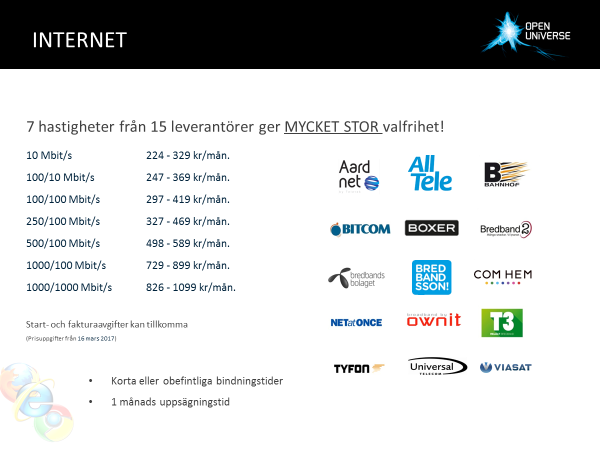 INTERNET
OPEN
UNIVERSE
7 hastigheter från 15 leverantörer ger MYCKET STOR valfrihet!
10 Mbit/s 224 - 329 kr/mån.
100/10 Mbit/s 247 - 369 kr/mån.
100/100 Mbit/s 297 - 419 kr/mån.
250/100 Mbit/s 327 - 469 kr/mån.
500/100 Mbit/s 498 - 589 kr/mån.
1000/100 Mbit/s 729 - 899 kr/mån.
1000/1000 Mbit/s 826 - 1099 kr/mån.
Start- och fakturaavgifter kan tillkomma
(Prisuppgifter från 16 mars 2017)
• Korta eller obefintliga bindningstider
• 1 månads uppsägningstid
Aard
net
All
Tele
B
BAHNHOF
BITCOM
BOXER
Bredband2
bredbands
bolaget
BRED
BAND
SSON!
COM HEM
NETatONCE
ownit
T3
TYFON
Universal
TELECOM
VIASAT